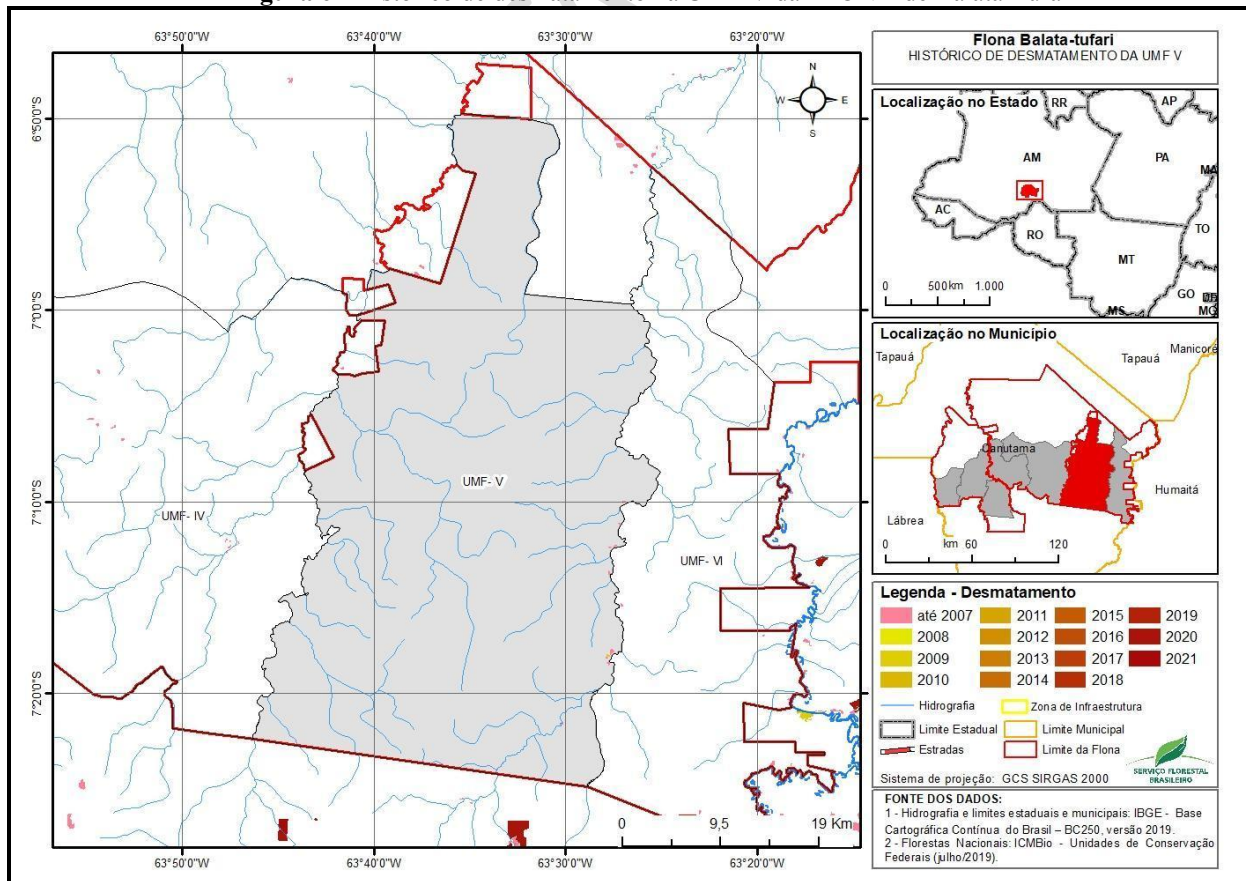 63°50'0"W
63°40'0"W
63°30'0"W
63°20'0"W
6°50'0"S
7°0'0"S
7°10'0"S
7°20'0"S
N
W E
S
UMF- IV
UMF- V
UMF- VI
0 9,5 19 Km
63°50'0"W
63°40'0"W
63°30'0"W
63°20'0"W
Flona Balata-tufari
HISTÓRICO DE DESMATAMENTO DA UMF V
Localização no Estado
RR
AP
AM
PA
MA
AC
RO
TO
MT
GO
DF
MS
MG
0 500 km 1.000
Localização no Município
Tapauá
Tapauá
Manicoré
Canutama
Humaitá
Lábrea
0 km 60 120
Legenda - Desmatamento
até 2007 2011 2015 2019
2008 2012 2016 2020
2009 2013 2017 2021
2010 2014 2018
Hidrografia Zona de Infraestrutura
Limite Estadual Limite Municipal
Estradas Limite da Flona
Sistema de projeção: GCS SIRGAS 2000
SERVIÇO FLORESTAL
BRASILEIRO
FONTE DOS DADOS:
1 - Hidrografia e limites estaduais e municipais: IBGE - Base
Cartográfica Contínua do Brasil – BC250, versão 2019.
2 - Florestas Nacionais: ICMBio - Unidades de Conservação
Federais (julho/2019).